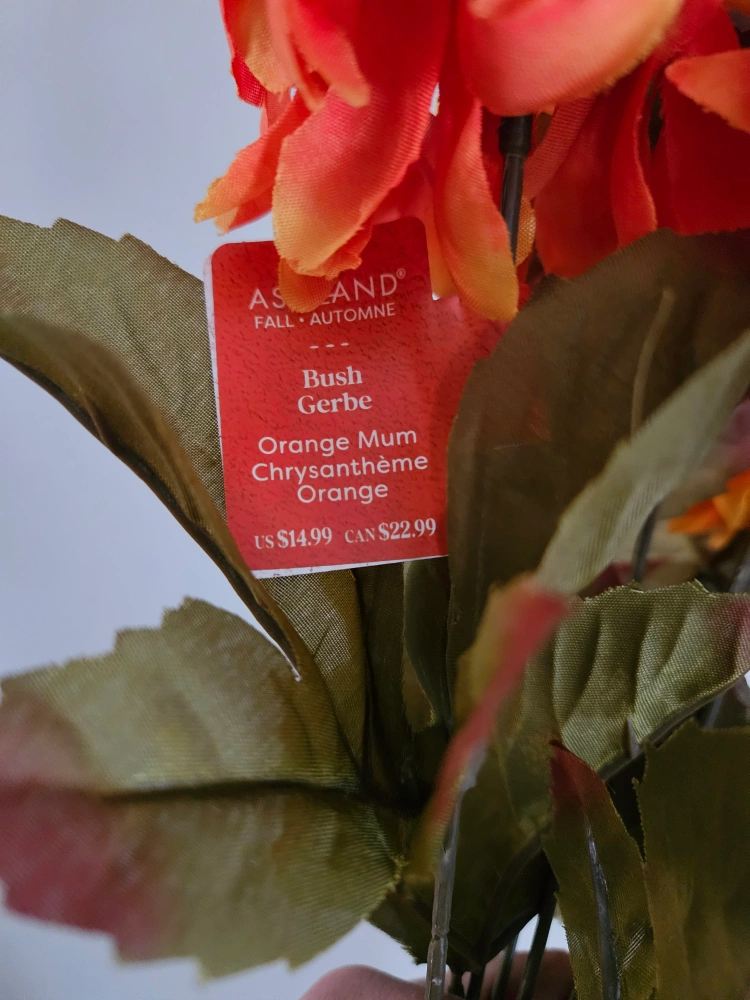 ASHLAND®
FALL • AUTOMNE
---
Bush
Gerbe
Orange Mum
Chrysanthème
Orange
US $14.99 CAN $22.99